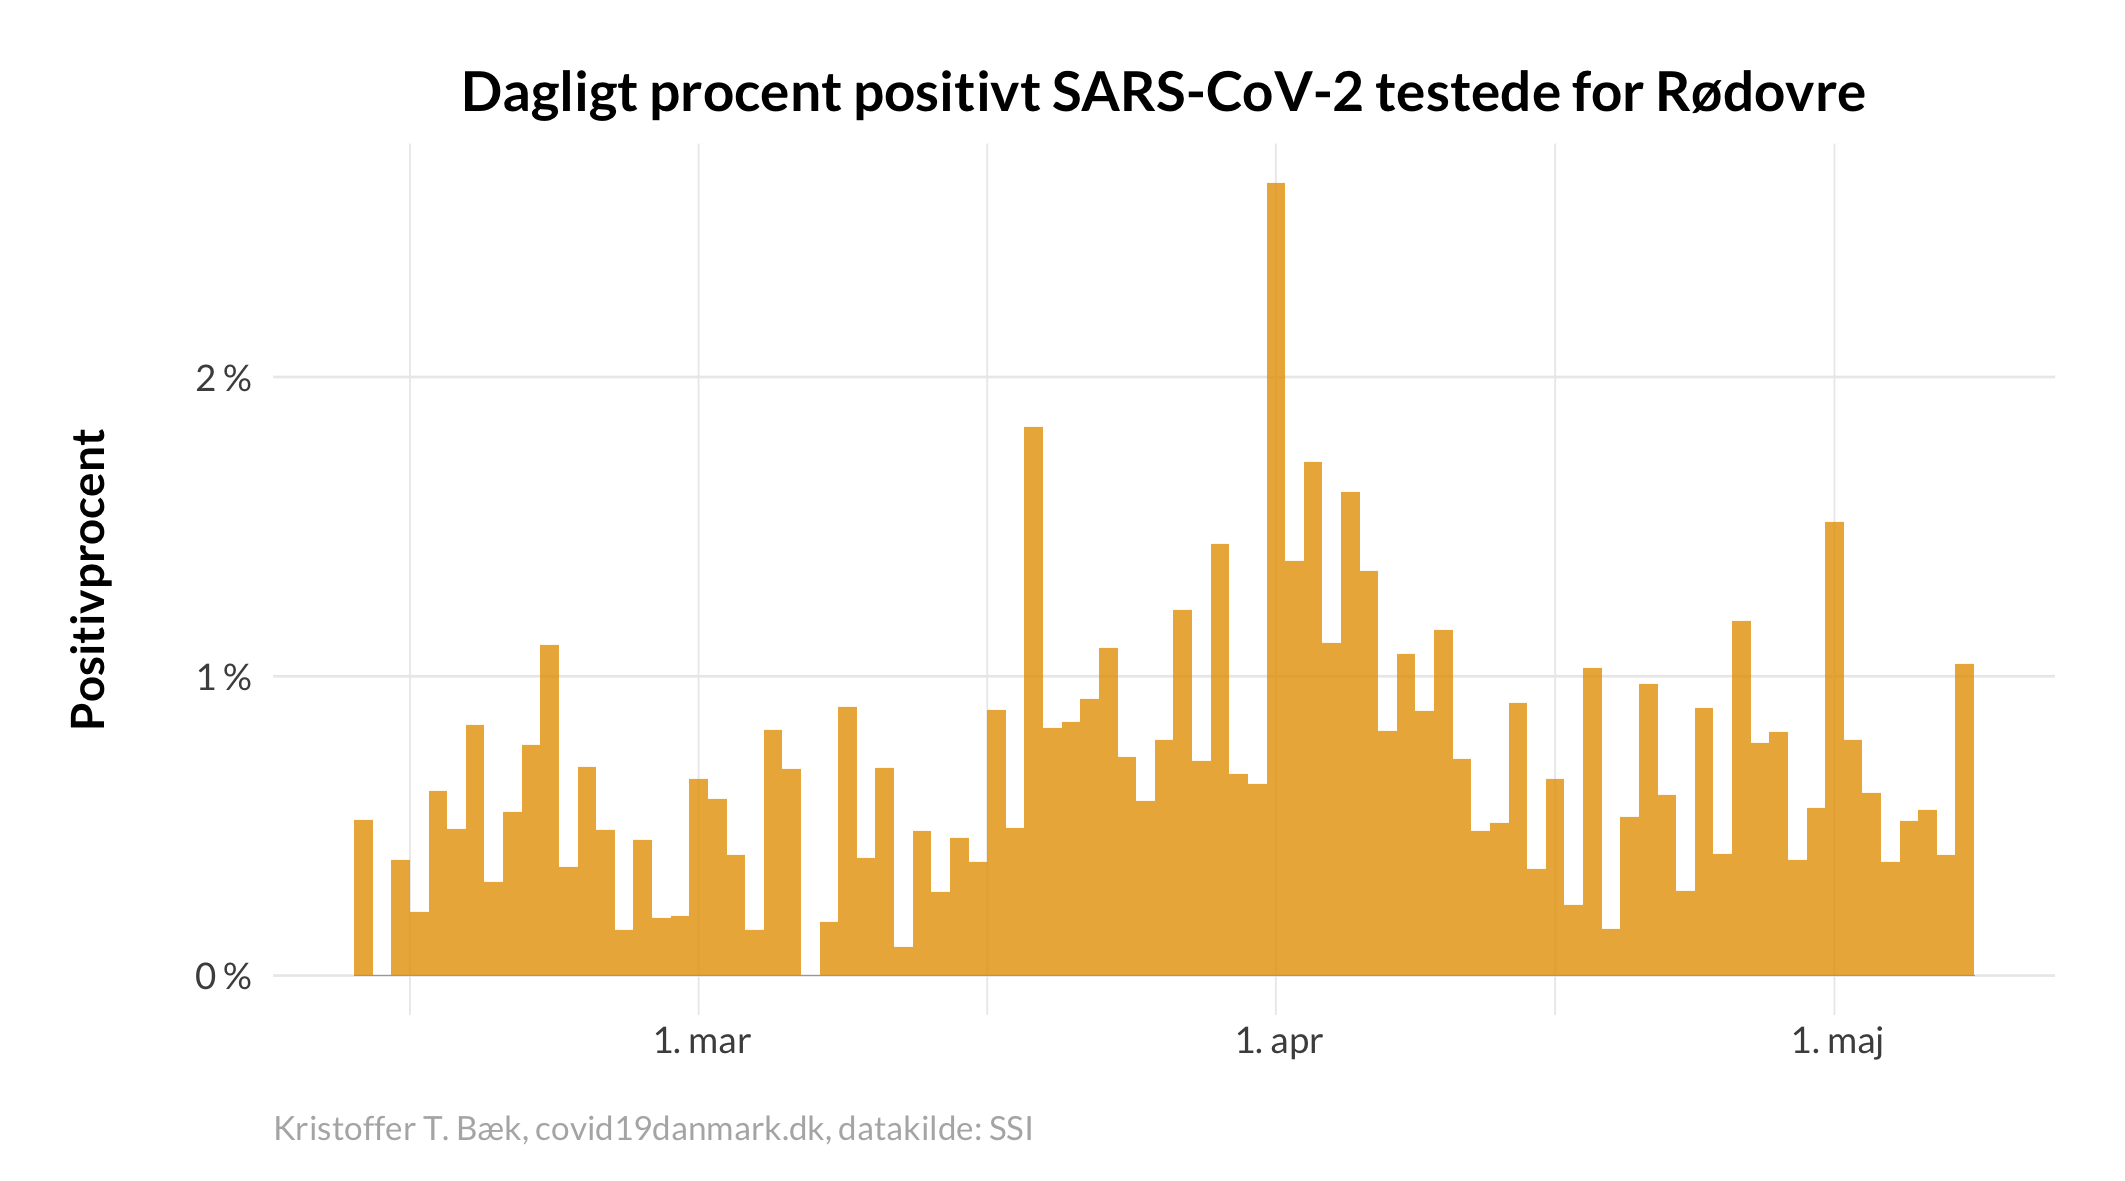 Dagligt procent positivt SARS-CoV-2 testede for Rødovre
Positivprocent
2 %
1 %
0 %
1. mar
1. apr
1. maj
Kristoffer T. Bæk, covid19danmark.dk, datakilde: SSI